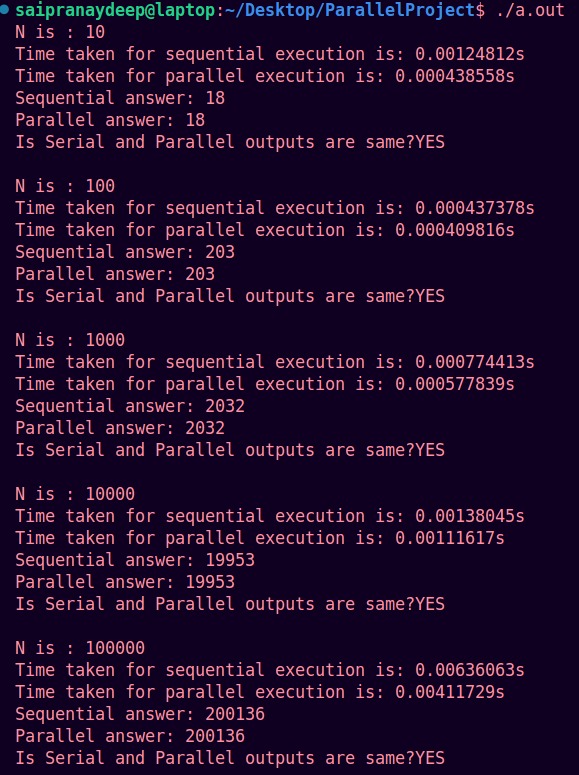 saipranaydeep@laptop:~/Desktop/ParallelProject$ ./a.out
N is : 10
Time taken for sequential execution is: 0.00124812s
Time taken for parallel execution is: 0.000438558s
Sequential answer: 18
Parallel answer: 18
Is Serial and Parallel outputs are same?YES
N is : 100
Time taken for sequential execution is: 0.000437378s
Time taken for parallel execution is: 0.000409816s
Sequential answer: 203
Parallel answer: 203
Is Serial and Parallel outputs are same?YES
N is : 1000
Time taken for sequential execution is: 0.000774413s
Time taken for parallel execution is: 0.000577839s
Sequential answer: 2032
Parallel answer: 2032
Is Serial and Parallel outputs are same?YES
N is : 10000
Time taken for sequential execution is: 0.00138045s
Time taken for parallel execution is: 0.00111617s
Sequential answer: 19953
Parallel answer: 19953
Is Serial and Parallel outputs are same?YES
N is : 100000
Time taken for sequential execution is: 0.00636063s
Time taken for parallel execution is: 0.00411729s
Sequential answer: 200136
Parallel answer: 200136
Is Serial and Parallel outputs are same?YES